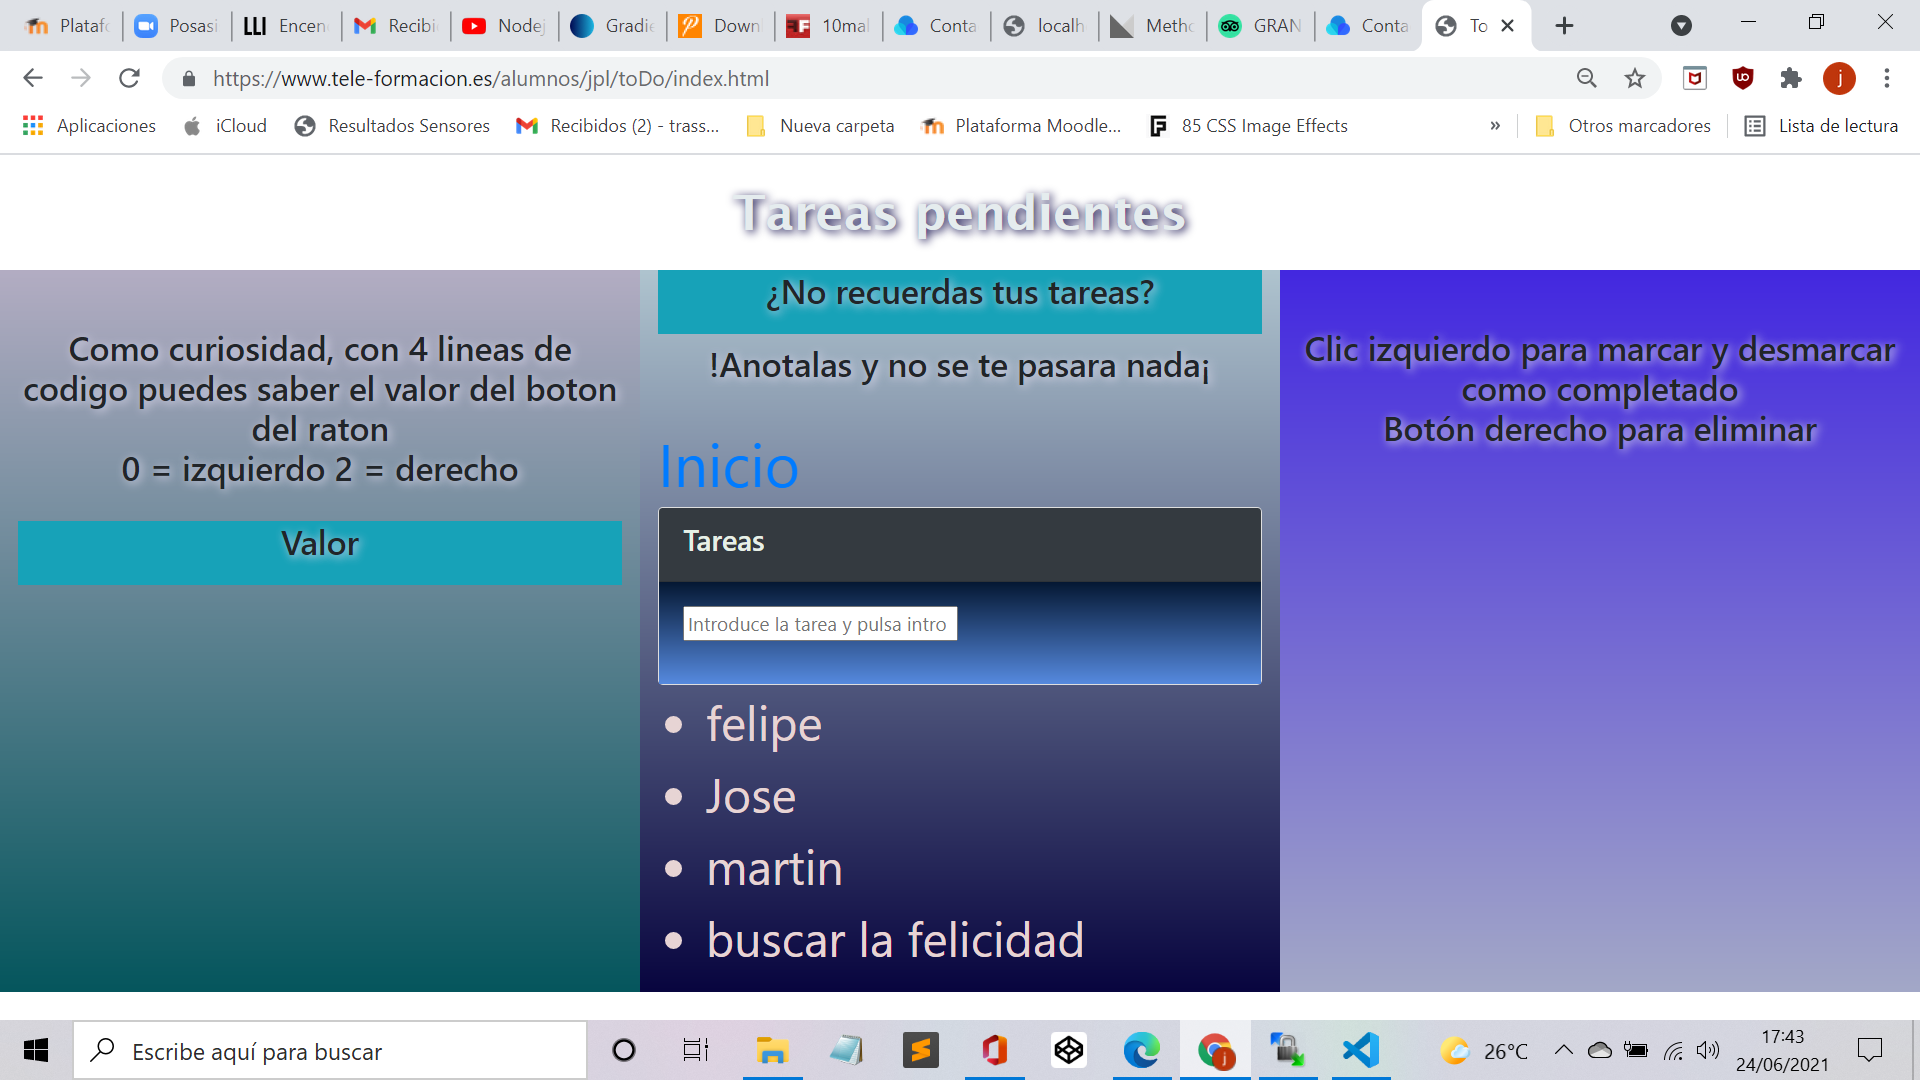 Platafo
Posasi
Encen
Recibi
Nodej
Gradie
Down
10mal
Conta
localh
Metho
GRAN
Conta
To
https://www.tele-formacion.es/alumnos/jpl/toDo/index.html
j
Aplicaciones
iCloud
Resultados Sensores
Recibidos (2) - trass...
Nueva carpeta
Plataforma Moodle...
85 CSS Image Effects
»
Otros marcadores
Lista de lectura
Tareas pendientes
Como curiosidad, con 4 lineas de
codigo puedes saber el valor del boton
del raton
0 = izquierdo 2 = derecho
Valor
¿No recuerdas tus tareas?
!Anotalas y no se te pasara nada¡
Inicio
Tareas
Introduce la tarea y pulsa intro
felipe
Jose
martin
buscar la felicidad
Clic izquierdo para marcar y desmarcar
como completado
Botón derecho para eliminar
Escribe aquí para buscar
26°C
17:43
24/06/2021